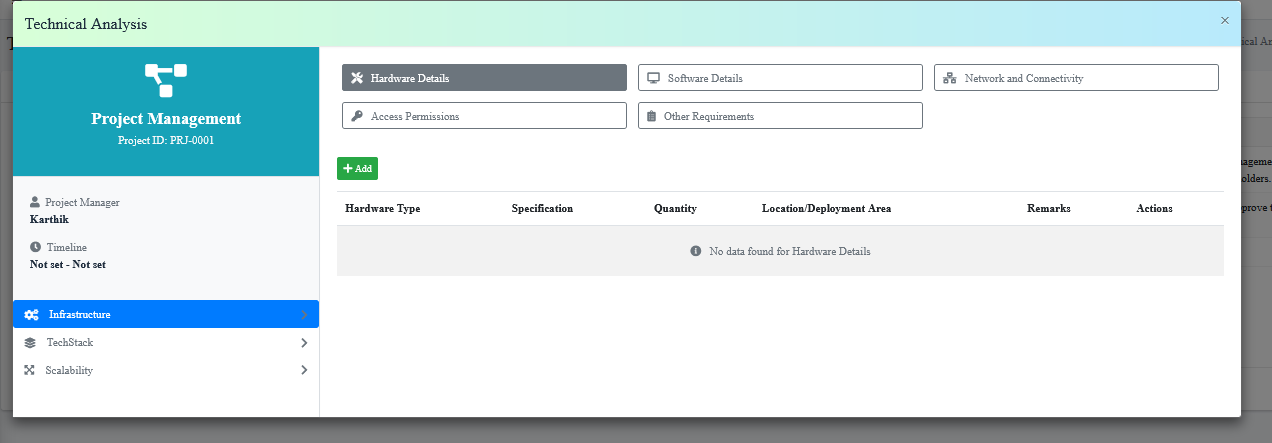 Technical Analysis
×
Project Management
Project ID: PRJ-0001
Project Manager
Karthik
Timeline
Not set - Not set
Infrastructure
TechStack
Scalability
Hardware Details
Software Details
Network and Connectivity
Access Permissions
Other Requirements
+ Add
Hardware Type Specification Quantity Location/Deployment Area Remarks Actions
No data found for Hardware Details